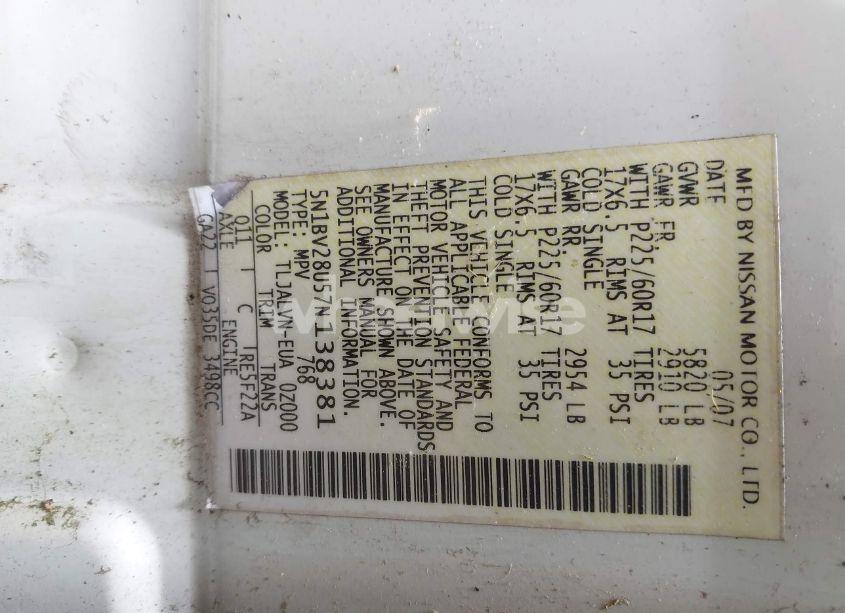 MFD BY NISSAN MOTOR CO., LTD.
DATE 05/07
GVWR 5820 LB
GAWR FR. 2910 LB
WITH P225/60R17 TIRES
17X6.5 RIMS AT 35 PSI
COLD SINGLE
GAWR RR. 2954 LB
WITH P225/60R17 TIRES
17X6.5 RIMS AT 35 PSI
COLD SINGLE
THIS VEHICLE CONFORMS TO
ALL APPLICABLE FEDERAL
MOTOR VEHICLE SAFETY AND
THEFT PREVENTION STANDARDS
IN EFFECT ON THE DATE OF
MANUFACTURE SHOWN ABOVE.
SEE OWNERS MANUAL FOR
ADDITIONAL INFORMATION.
5N1BV28U57N138381
TYPE: MPV 768
MODEL: TLJALVN-EUA 0Z000
COLOR TRIM TRANS
Q11 C RE5F22A
AXLE ENGINE
GA22 VQ35DE 3498CC